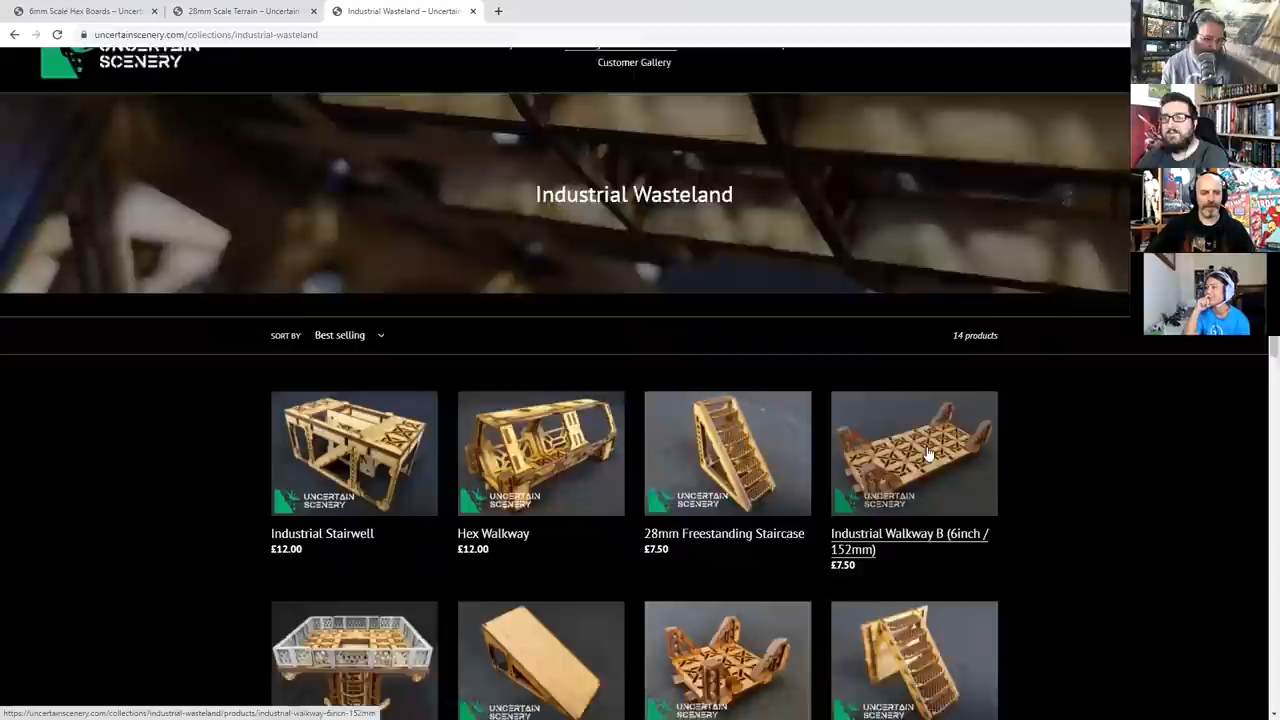 6mm Scale Hex Boards – Uncert
28mm Scale Terrain – Uncertain
Industrial Wasteland – Uncertain
uncertainscenery.com/collections/industrial-wasteland
UNCERTAIN
SCENERY
Customer Gallery
Industrial Wasteland
SORT BY Best selling
14 products
UNCERTAIN
SCENERY
UNCERTAIN
SCENERY
UNCERTAIN
SCENERY
UNCERTAIN
SCENERY
Industrial Stairwell
£12.00
Hex Walkway
£12.00
28mm Freestanding Staircase
£7.50
Industrial Walkway B (6inch /
152mm)
£7.50
https://uncertainscenery.com/collections/industrial-wasteland/products/industrial-walkway-6inch-152mm